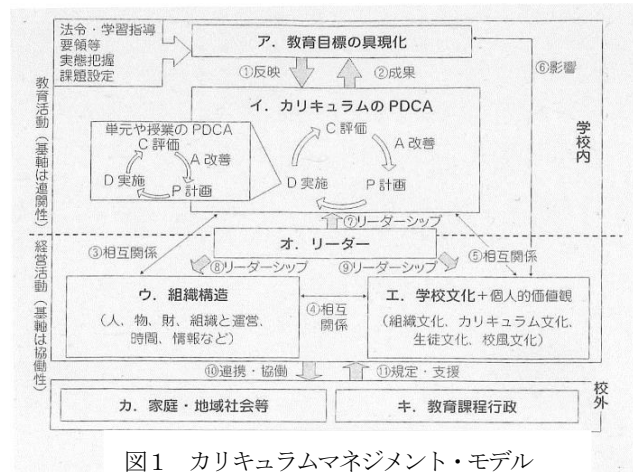 法令・学習指導
要領等
実態把握
課題設定
ア．教育目標の具現化
①反映
②成果
⑥影響
イ．カリキュラムの PDCA
単元や授業の PDCA
C 評価
A 改善
D 実施
P 計画
C 評価
A 改善
D 実施
P 計画
学校内
教育活動（基軸は連関性）
⑦リーダーシップ
オ．リーダー
③相互関係
⑧リーダーシップ
⑨リーダーシップ
⑤相互関係
経営活動（基軸は協働性）
ウ．組織構造
（人、物、財、組織と運営、
時間、情報など）
④相互
関係
エ．学校文化＋個人的価値観
（組織文化、カリキュラム文化、
生徒文化、校風文化）
⑩連携・協働
⑪規定・支援
校外
カ．家庭・地域社会等
キ．教育課程行政
図１　カリキュラムマネジメント・モデル